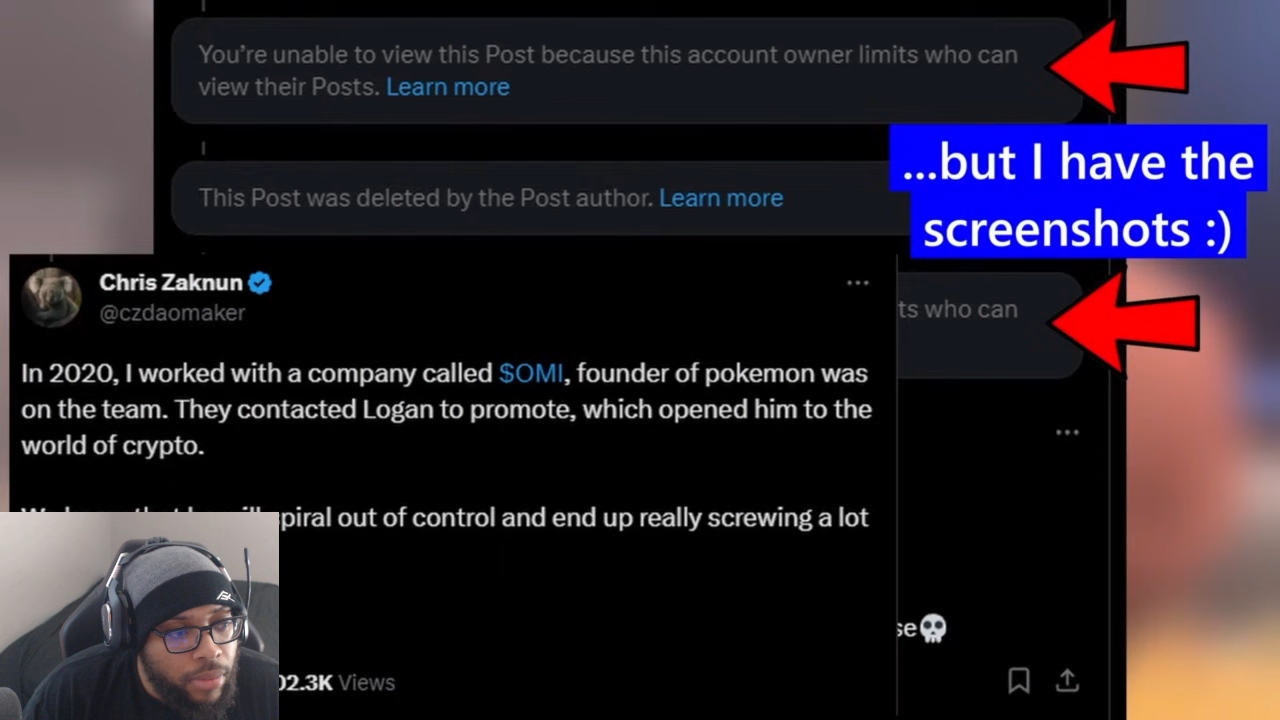 You’re unable to view this Post because this account owner limits who can
view their Posts. Learn more
...but I have the
screenshots :)
This Post was deleted by the Post author. Learn more
Chris Zaknun
@czdaomaker
ts who can
In 2020, I worked with a company called $OMI, founder of pokemon was
on the team. They contacted Logan to promote, which opened him to the
world of crypto.
spiral out of control and end up really screwing a lot
se💀
02.3K Views